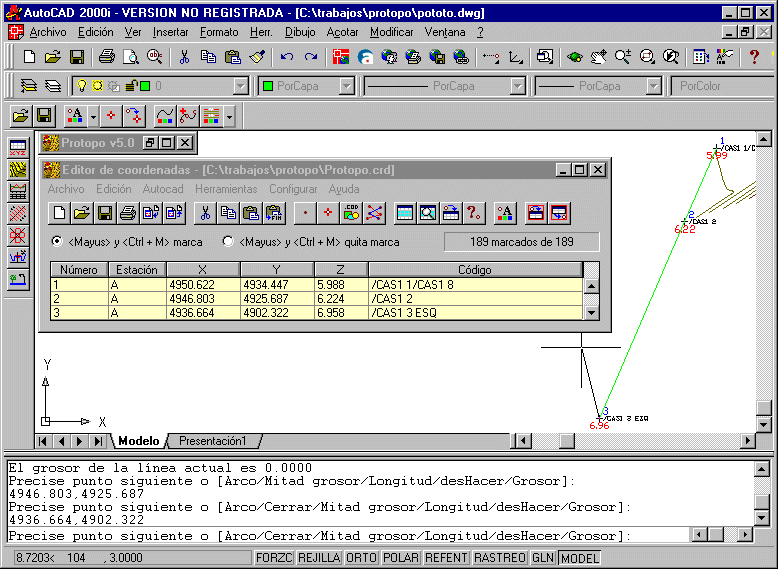 AutoCAD 2000i - VERSION NO REGISTRADA - [C:\trabajos\protopo\pototo.dwg]
Archivo Edición Ver Insertar Formato Herr. Dibujo Acotar Modificar Ventana ?
0 PorCapa PorCapa PorCapa PorColor
Protopo v5.0
Editor de coordenadas - [C:\trabajos\protopo\Protopo.crd]
Archivo Edición Autocad Herramientas Configurar Ayuda
<Mayus> y <Ctrl + M> marca <Mayus> y <Ctrl + M> quita marca 189 marcados de 189
Número Estación X Y Z Código
1 A 4950.622 4934.447 5.988 /CAS1 1/CAS1 8
2 A 4946.803 4925.687 6.224 /CAS1 2
3 A 4936.664 4902.322 6.958 /CAS1 3 ESQ
1
/CAS1 1/C
5.99
2
/CAS1 2
6.22
3
/CAS1 3 ESQ
6.96
Y
X
Modelo Presentación1
El grosor de la línea actual es 0.0000
Precise punto siguiente o [Arco/Mitad grosor/Longitud/desHacer/Grosor]:
4946.803,4925.687
Precise punto siguiente o [Arco/Cerrar/Mitad grosor/Longitud/desHacer/Grosor]:
4936.664,4902.322
Precise punto siguiente o [Arco/Cerrar/Mitad grosor/Longitud/desHacer/Grosor]:
8.7203< 104 , 3.0000 FORZC REJILLA ORTO POLAR REFENT RASTREO GLN MODEL